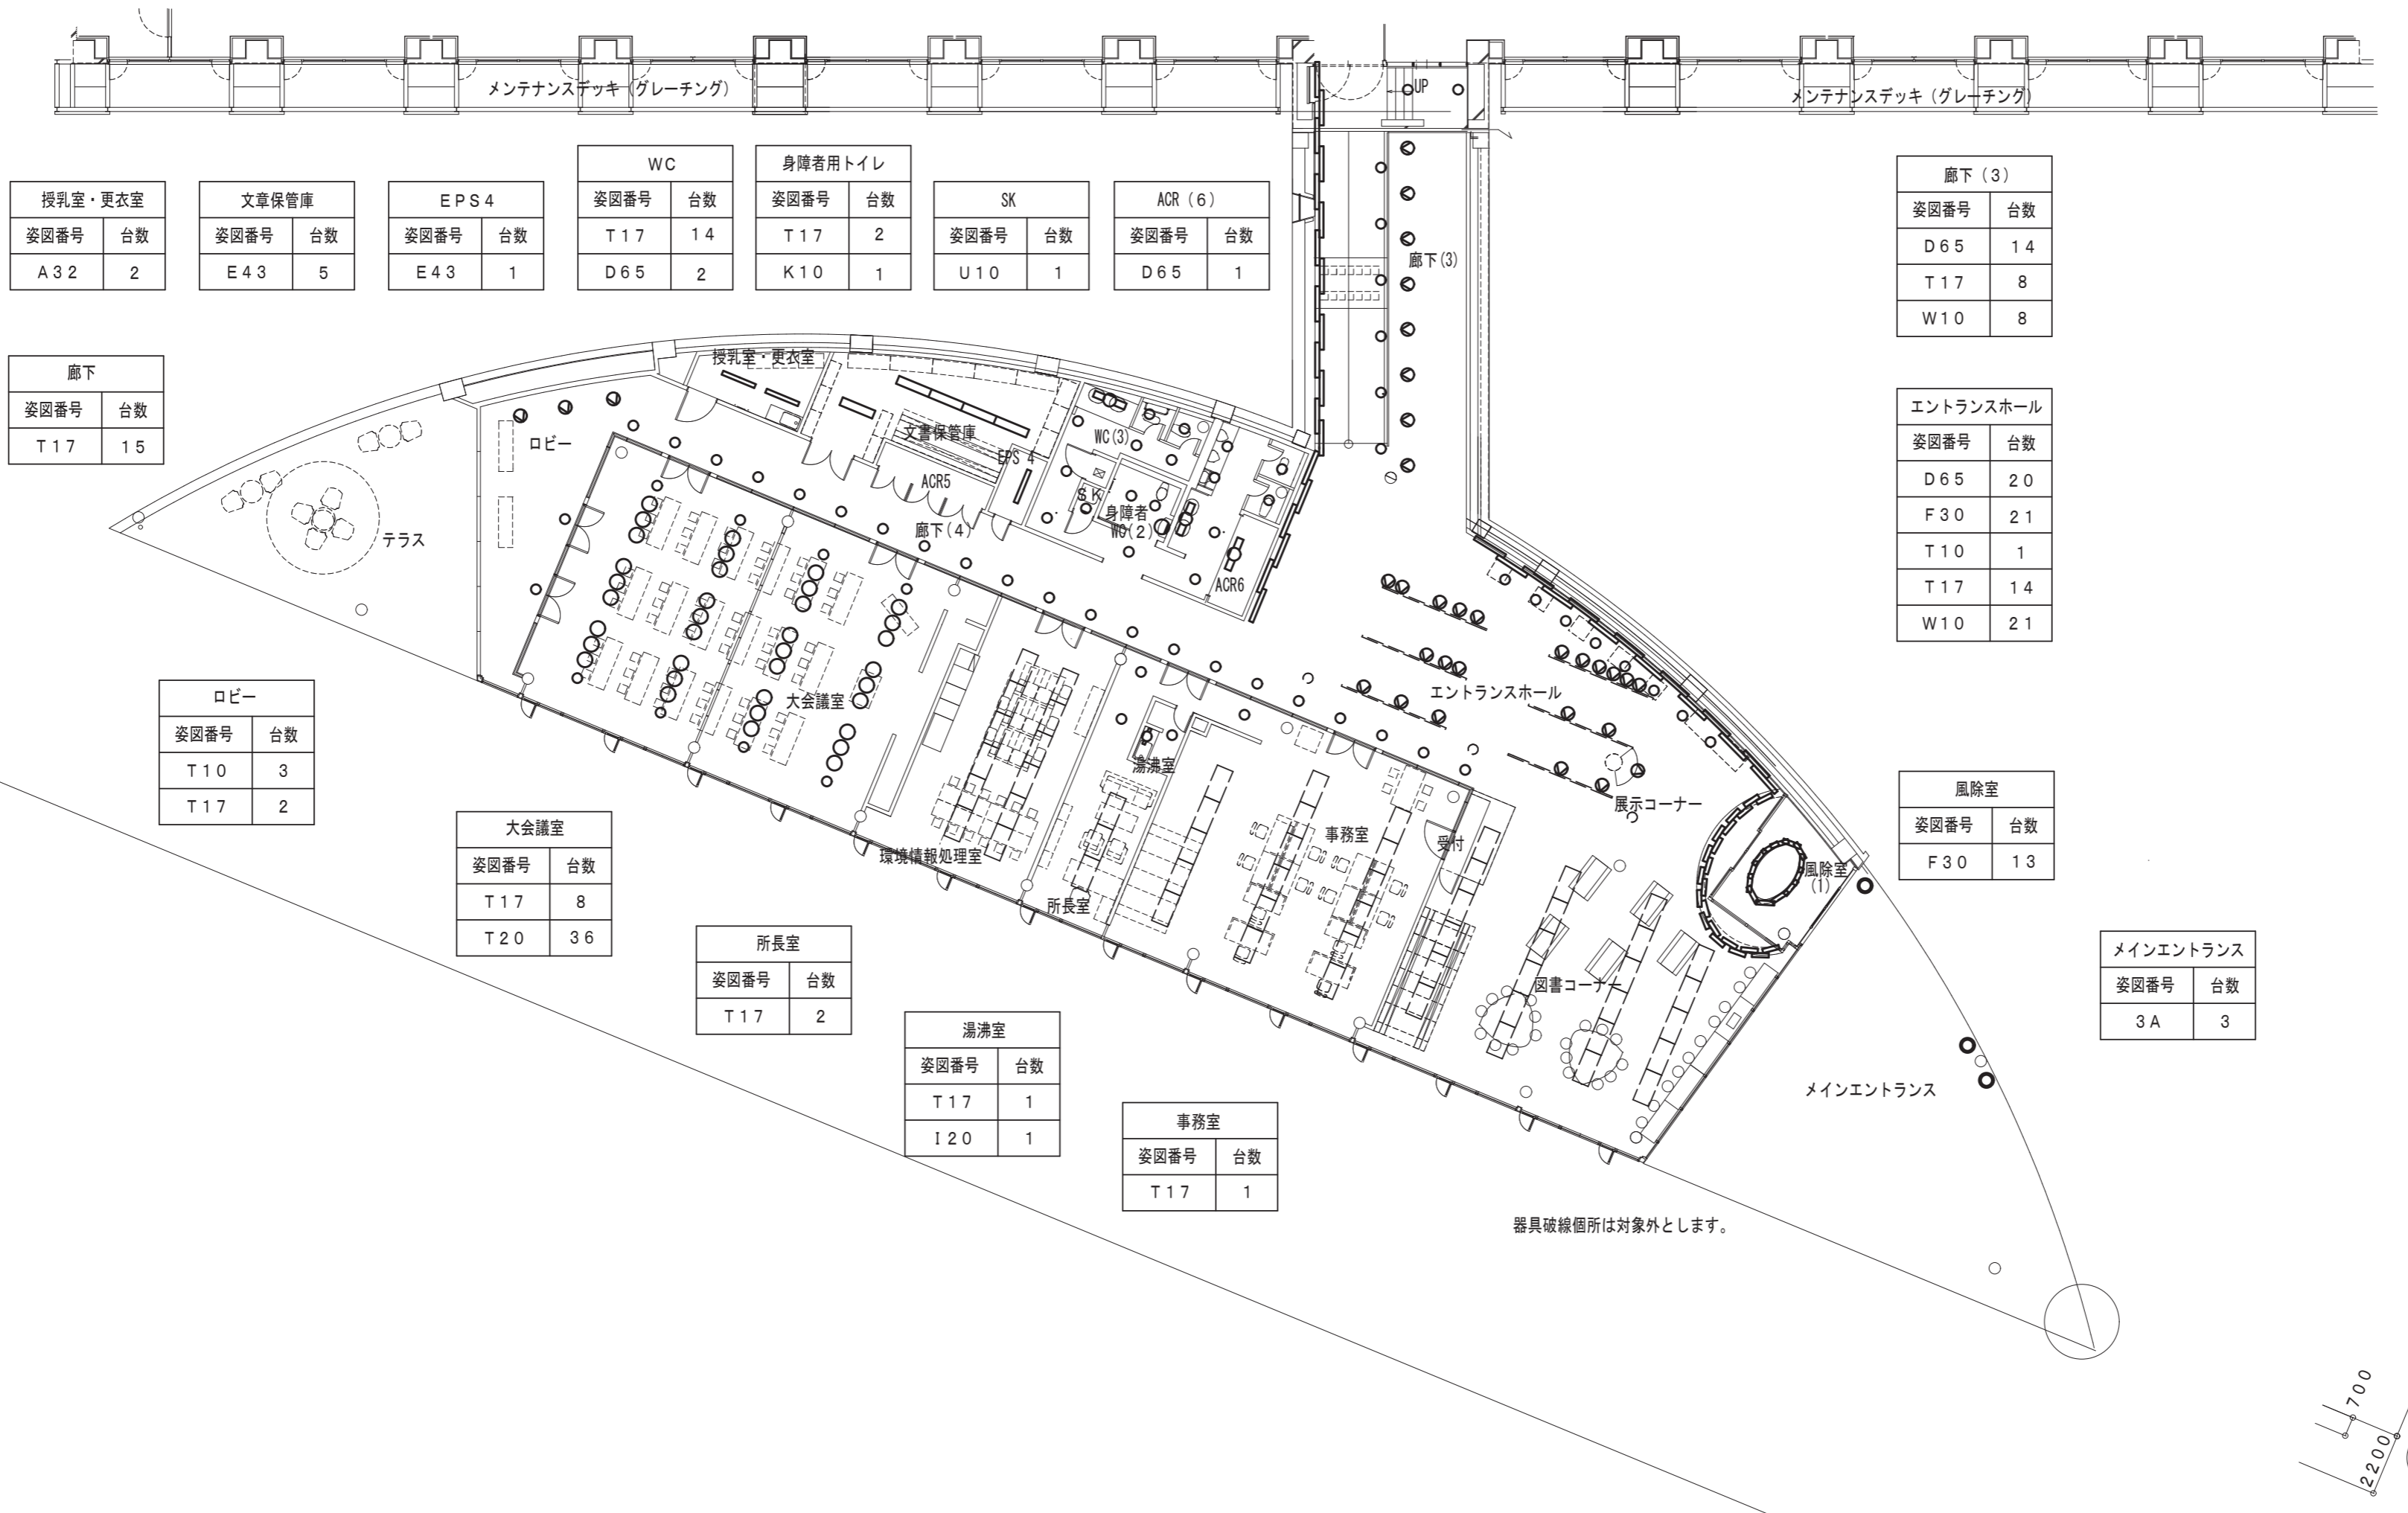 メンテナンスデッキ（グレーチング）
UP
メンテナンスデッキ（グレーチング）
授乳室・更衣室
姿図番号 台数
A32 2
文章保管庫
姿図番号 台数
E43 5
EPS4
姿図番号 台数
E43 1
WC
姿図番号 台数
T17 14
D65 2
身障者用トイレ
姿図番号 台数
T17 2
K10 1
SK
姿図番号 台数
U10 1
ACR（6）
姿図番号 台数
D65 1
廊下（3）
姿図番号 台数
D65 14
T17 8
W10 8
廊下
姿図番号 台数
T17 15
エントランスホール
姿図番号 台数
D65 20
F30 21
T10 1
T17 14
W10 21
廊下(3)
授乳室・更衣室
ロビー
文書保管庫
WC(3)
EPS 4
ACR5
SK
身障者
WC(2)
廊下(4)
テラス
ACR6
大会議室
エントランスホール
湯沸室
展示コーナー
事務室
受付
環境情報処理室
所長室
風除室
(1)
図書コーナー
メインエントランス
ロビー
姿図番号 台数
T10 3
T17 2
大会議室
姿図番号 台数
T17 8
T20 36
所長室
姿図番号 台数
T17 2
湯沸室
姿図番号 台数
T17 1
I20 1
事務室
姿図番号 台数
T17 1
風除室
姿図番号 台数
F30 13
メインエントランス
姿図番号 台数
3A 3
器具破線個所は対象外とします。
700
2200